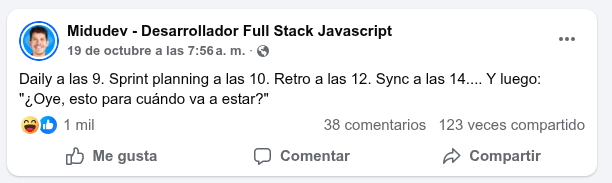 Midudev - Desarrollador Full Stack Javascript
19 de octubre a las 7:56 a. m. ·
Daily a las 9. Sprint planning a las 10. Retro a las 12. Sync a las 14.... Y luego:
"¿Oye, esto para cuándo va a estar?"
1 mil 38 comentarios 123 veces compartido
Me gusta Comentar Compartir